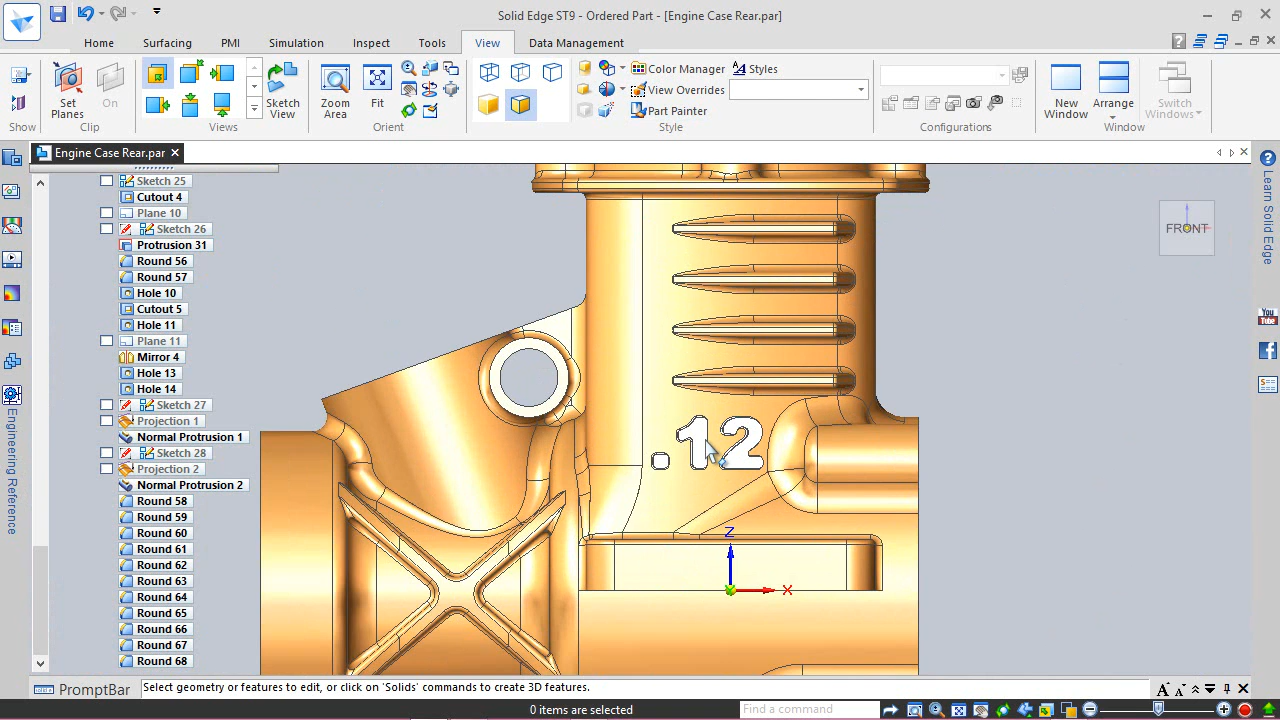 Solid Edge ST9 - Ordered Part - [Engine Case Rear.par]
Home
Surfacing
PMI
Simulation
Inspect
Tools
View
Data Management
Color Manager
Styles
View Overrides
Part Painter
Set Planes
On
Sketch View
Zoom Area
Fit
New Window
Arrange
Switch Windows
Show
Clip
Views
Orient
Style
Configurations
Window
Engine Case Rear.par
Sketch 25
Cutout 4
Plane 10
Sketch 26
Protrusion 31
Round 56
Round 57
Hole 10
Cutout 5
Hole 11
Plane 11
Mirror 4
Hole 13
Hole 14
Sketch 27
Projection 1
Normal Protrusion 1
Sketch 28
Projection 2
Normal Protrusion 2
Round 58
Round 59
Round 60
Round 61
Round 62
Round 63
Round 64
Round 65
Round 66
Round 67
Round 68
Engineering Reference
.12
Z
X
FRONT
Learn Solid Edge
You Tube
PromptBar
Select geometry or features to edit, or click on 'Solids' commands to create 3D features.
0 items are selected
Find a command